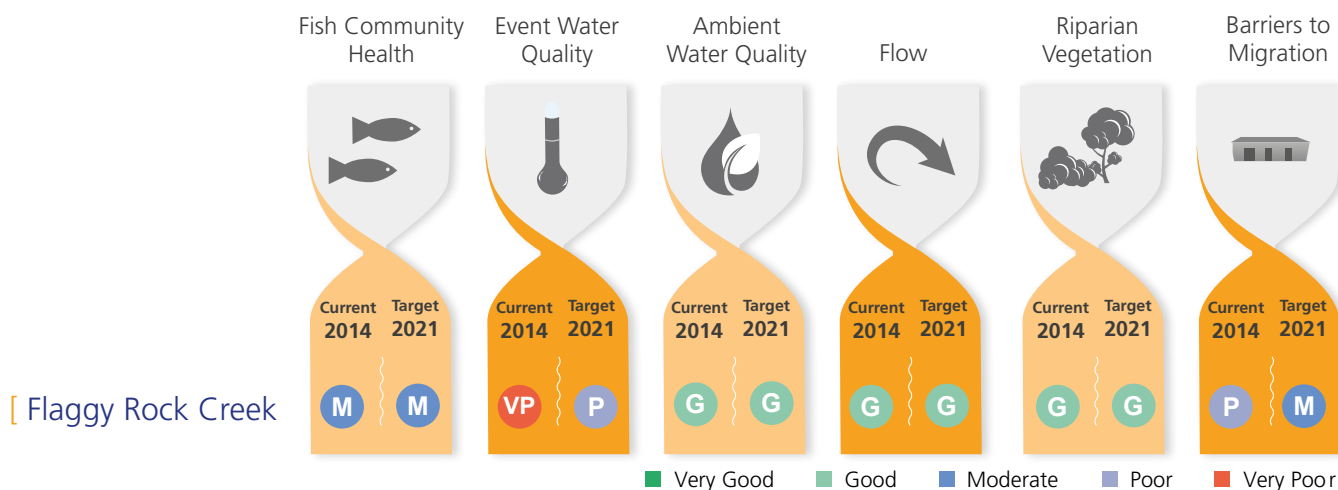 Fish Community
Health
Event Water
Quality
Ambient
Water Quality
Flow
Riparian
Vegetation
Barriers to
Migration
Current Target
2014 2021
Current Target
2014 2021
Current Target
2014 2021
Current Target
2014 2021
Current Target
2014 2021
Current Target
2014 2021
[ Flaggy Rock Creek
M M
VP P
G G
G G
G G
P M
Very Good Good Moderate Poor Very Poor